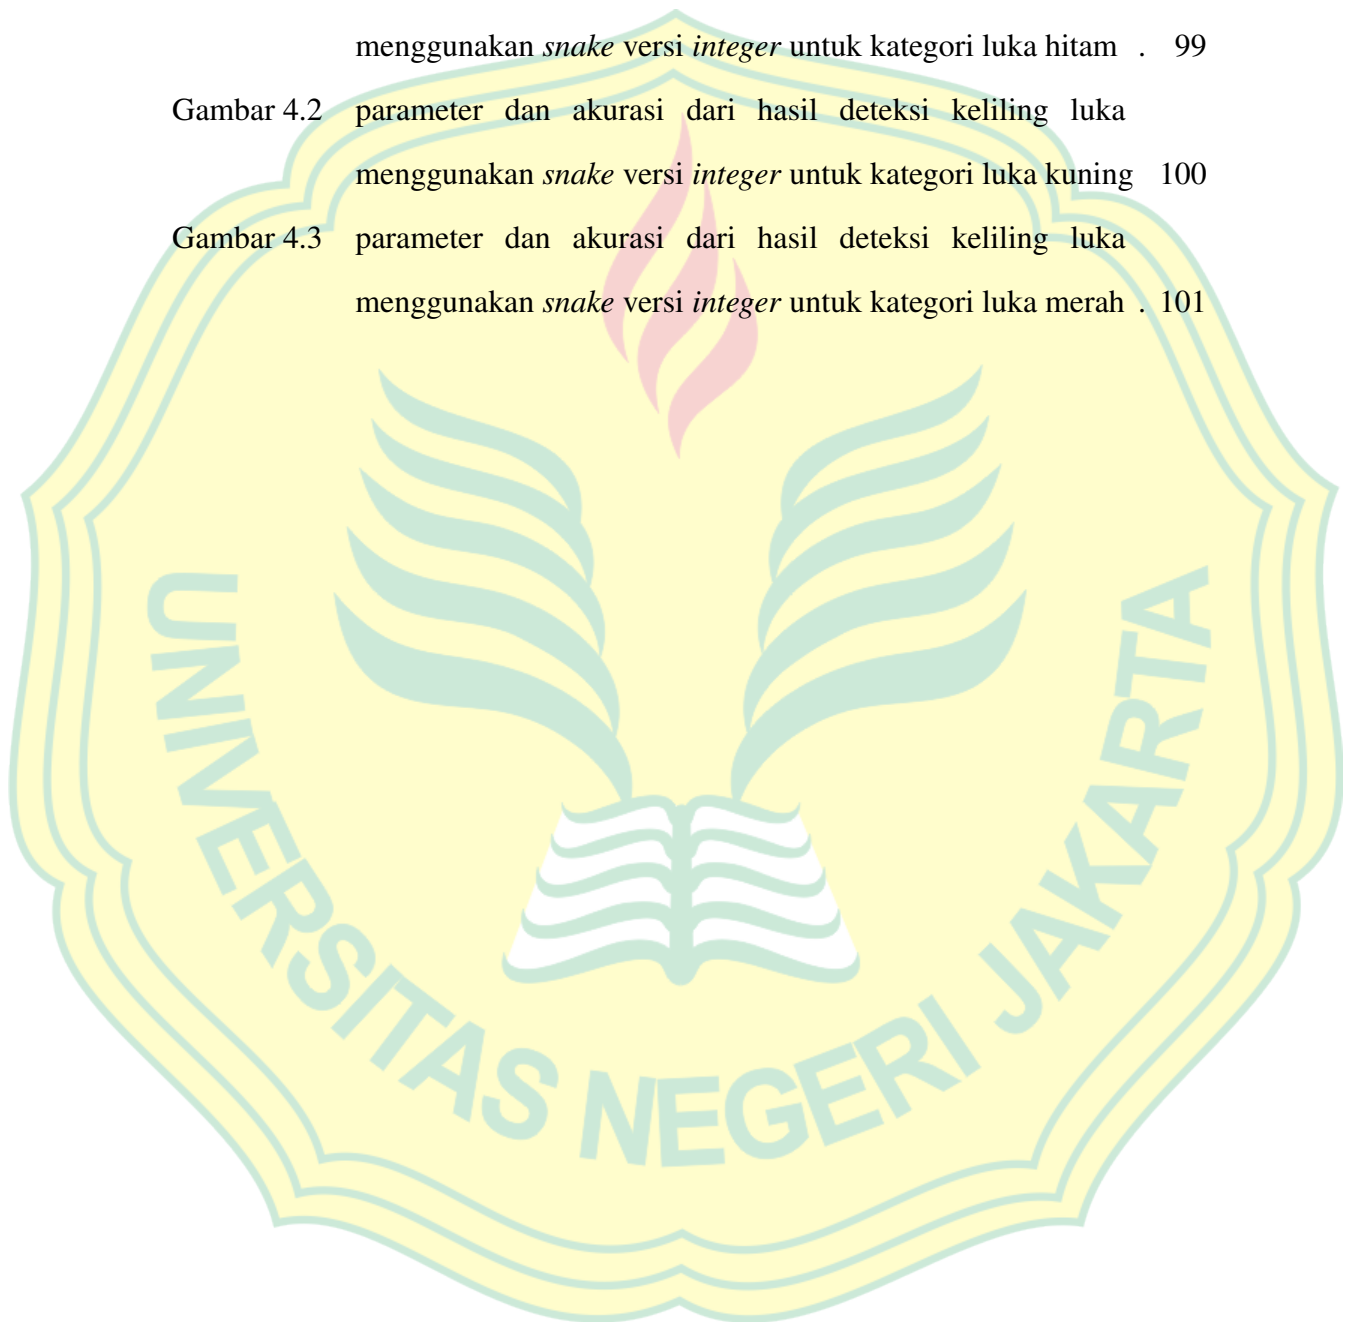 menggunakan snake versi integer untuk kategori luka hitam . 99
Gambar 4.2 parameter dan akurasi dari hasil deteksi keliling luka
menggunakan snake versi integer untuk kategori luka kuning 100
Gambar 4.3 parameter dan akurasi dari hasil deteksi keliling luka
menggunakan snake versi integer untuk kategori luka merah . 101
UNIVERSITAS NEGERI JAKARTA